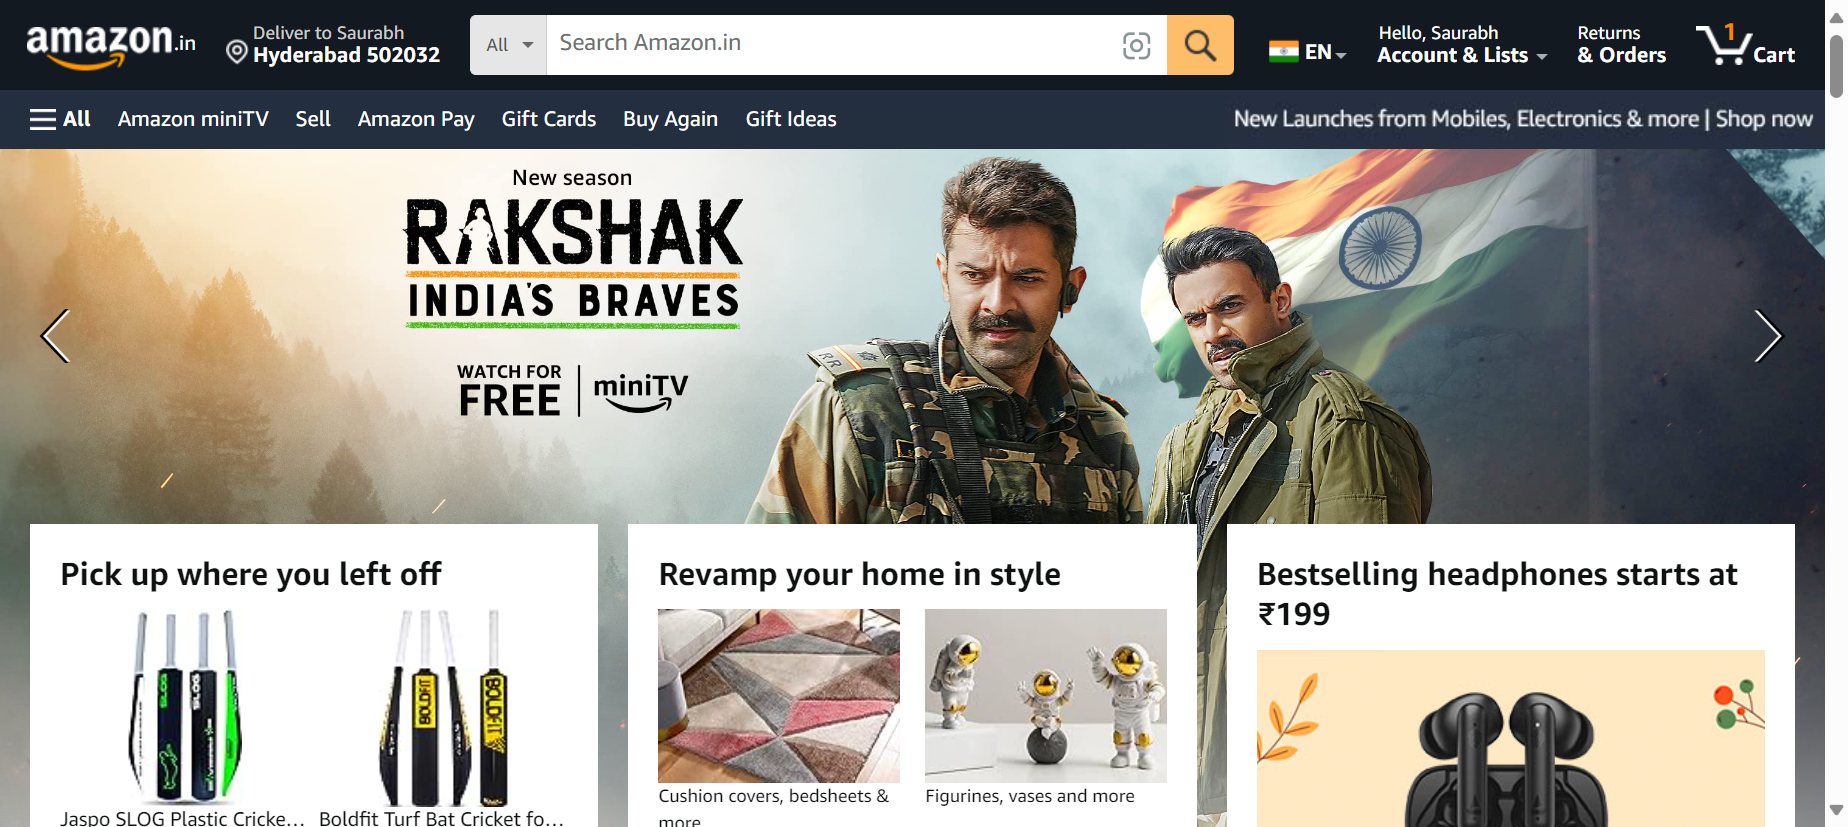 amazon.in
Deliver to Saurabh
Hyderabad 502032
All
Search Amazon.in
EN
Hello, Saurabh
Account & Lists
Returns
& Orders
1
Cart
All
Amazon miniTV
Sell
Amazon Pay
Gift Cards
Buy Again
Gift Ideas
New Launches from Mobiles, Electronics & more | Shop now
New season
RAKSHAK
INDIA'S BRAVES
WATCH FOR
FREE
miniTV
RR
Pick up where you left off
SLOG
SLOG
BOLDFIT
BOLDFIT
Jaspo SLOG Plastic Cricke...
Boldfit Turf Bat Cricket fo...
Revamp your home in style
Cushion covers, bedsheets &
more
Figurines, vases and more
Bestselling headphones starts at
₹199